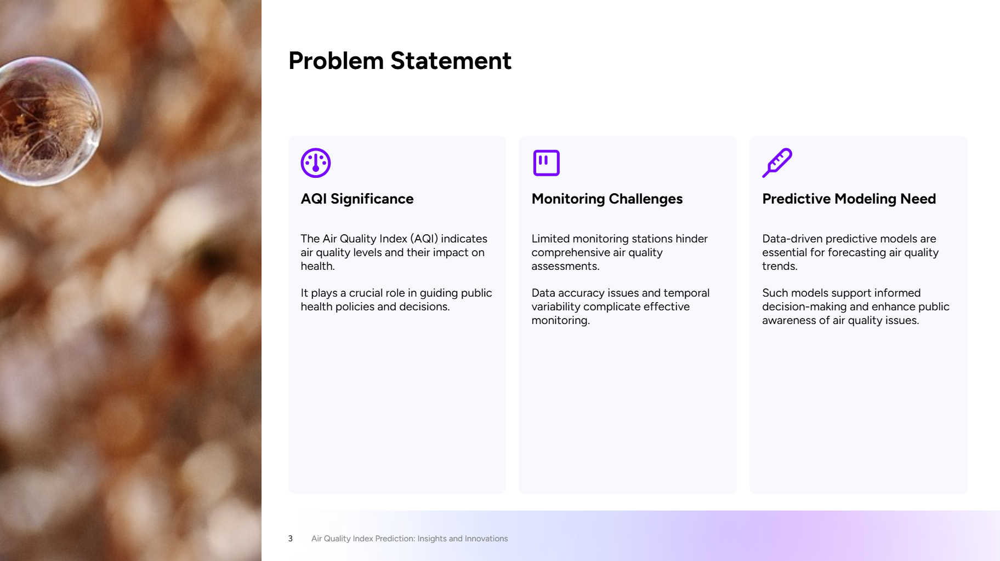 Problem Statement
AQI Significance
The Air Quality Index (AQI) indicates
air quality levels and their impact on
health.
It plays a crucial role in guiding public
health policies and decisions.
Monitoring Challenges
Limited monitoring stations hinder
comprehensive air quality
assessments.
Data accuracy issues and temporal
variability complicate effective
monitoring.
Predictive Modeling Need
Data-driven predictive models are
essential for forecasting air quality
trends.
Such models support informed
decision-making and enhance public
awareness of air quality issues.
3 Air Quality Index Prediction: Insights and Innovations